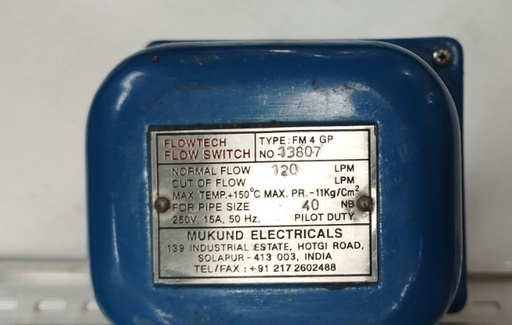 FLOWTECH
FLOW SWITCH
TYPE: FM 4 GP
NO 13807
NORMAL FLOW 120 LPM
CUT OF FLOW LPM
MAX TEMP.+150°C MAX. PR.-11Kg/Cm²
FOR PIPE SIZE 40 NB
250V, 15A, 50 Hz. PILOT DUTY
MUKUND ELECTRICALS
139 INDUSTRIAL ESTATE, HOTGI ROAD,
SOLAPUR - 413 003, INDIA
TEL/FAX : +91 217 2602488